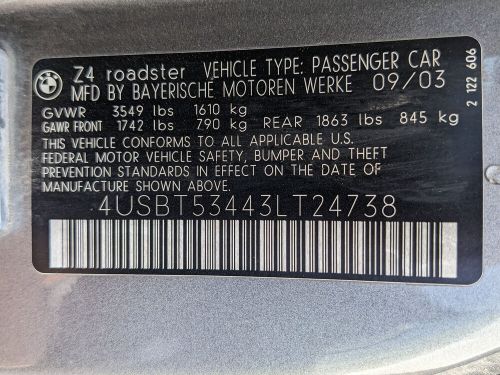 Z4 roadster VEHICLE TYPE: PASSENGER CAR
MFD BY BAYERISCHE MOTOREN WERKE 09/03
GVWR 3549 lbs 1610 kg
GAWR FRONT 1742 lbs 790 kg REAR 1863 lbs 845 kg
THIS VEHICLE CONFORMS TO ALL APPLICABLE U.S.
FEDERAL MOTOR VEHICLE SAFETY, BUMPER AND THEFT
PREVENTION STANDARDS IN EFFECT ON THE DATE OF
MANUFACTURE SHOWN ABOVE.
4USBT53443LT24738
2 122 606